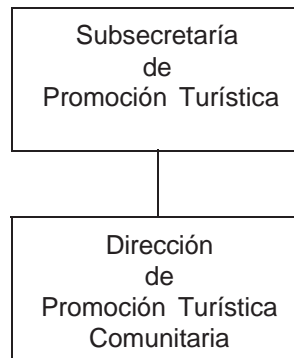 Subsecretaría
de
Promoción Turística
Dirección
de
Promoción Turística
Comunitaria